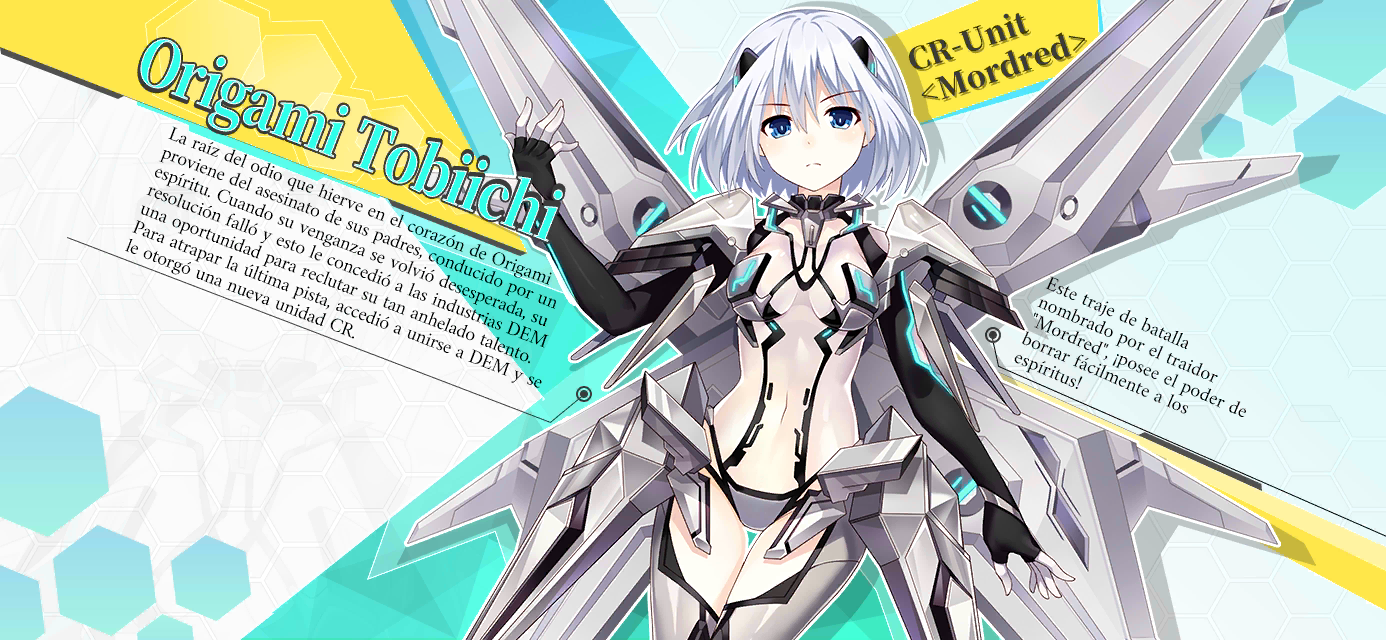 Origami Tobiichi
La raíz del odio que hierve en el corazón de Origami
proviene del asesinato de sus padres, conducido por un
espíritu. Cuando su venganza se volvió desesperada, su
resolución falló y esto le concedió a las industrias DEM
una oportunidad para reclutar su tan anhelado talento.
Para atrapar la última pista, accedió a unirse a DEM y se
le otorgó una nueva unidad CR.
CR-Unit
<Mordred>
Este traje de batalla
nombrado por el traidor
"Mordred", ¡posee el poder de
borrar fácilmente a los
espíritus!